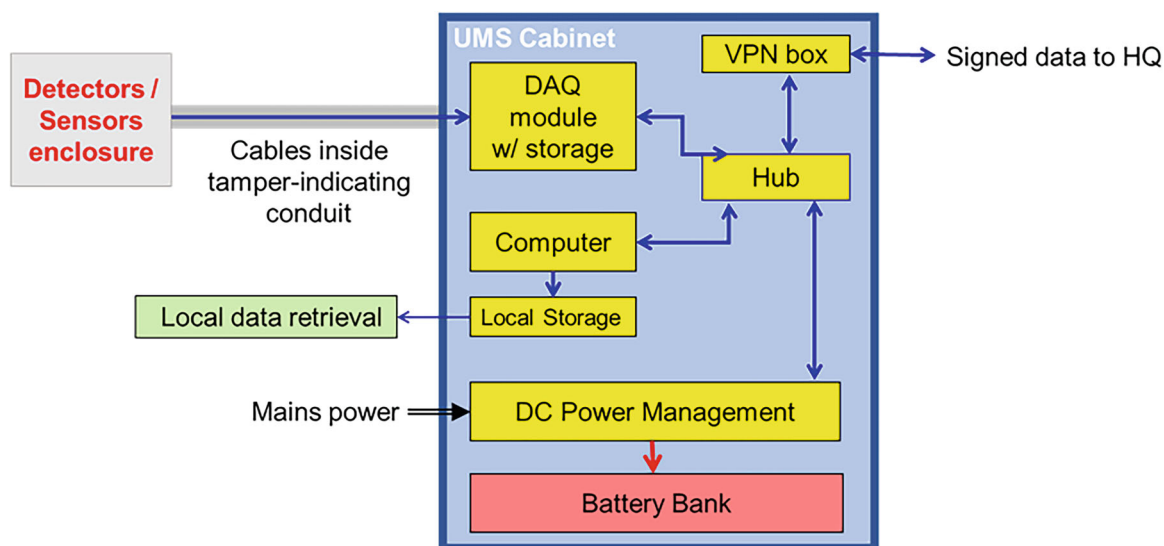 UMS Cabinet
VPN box
Signed data to HQ
Detectors /
Sensors
enclosure
DAQ
module
w/ storage
Cables inside
tamper-indicating
conduit
Hub
Computer
Local data retrieval
Local Storage
Mains power
DC Power Management
Battery Bank